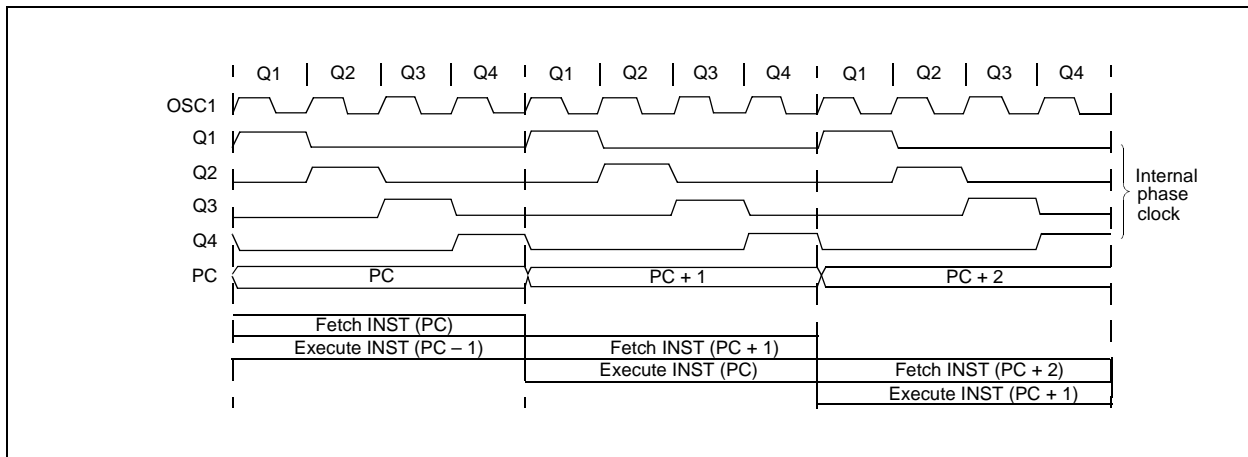 Q1 Q2 Q3 Q4 Q1 Q2 Q3 Q4 Q1 Q2 Q3 Q4
OSC1
Q1
Q2
Q3
Q4
Internal
phase
clock
PC PC PC + 1 PC + 2
Fetch INST (PC)
Execute INST (PC – 1) Fetch INST (PC + 1)
Execute INST (PC) Fetch INST (PC + 2)
Execute INST (PC + 1)